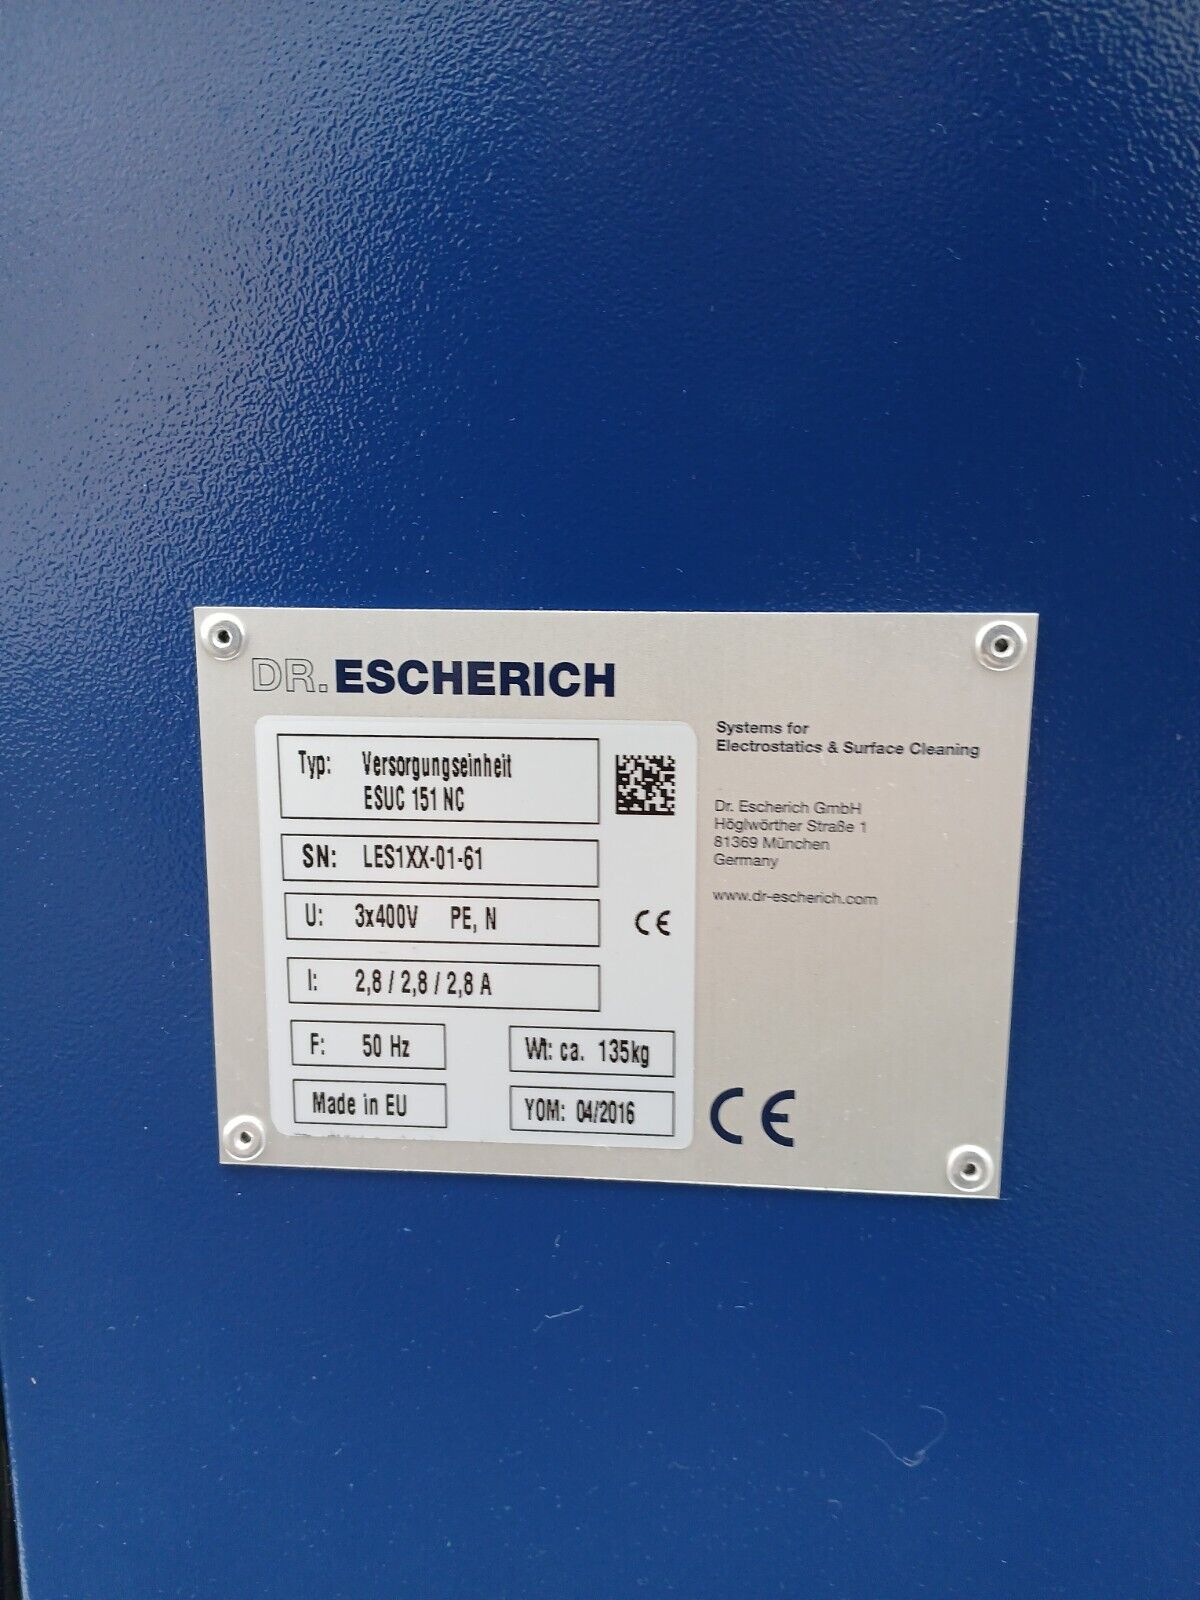 DR. ESCHERICH
Typ: Versorgungseinheit
ESUC 151 NC
SN: LES1XX-01-61
U: 3x400V PE, N
I: 2,8 / 2,8 / 2,8 A
F: 50 Hz
Wt: ca. 135kg
Made in EU
YOM: 04/2016
CE
Systems for
Electrostatics & Surface Cleaning
Dr. Escherich GmbH
Höglwörther Straße 1
81369 München
Germany
www.dr-escherich.com
CE